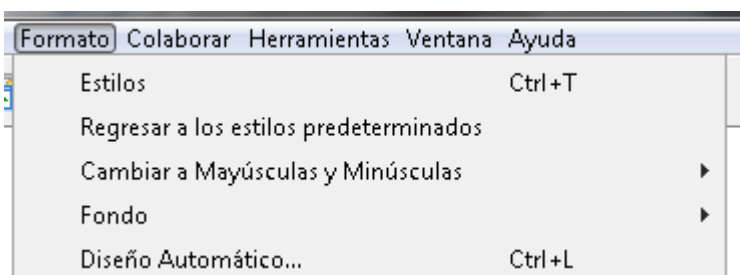 Formato Colaborar Herramientas Ventana Ayuda
Estilos Ctrl+T
Regresar a los estilos predeterminados
Cambiar a Mayúsculas y Minúsculas
Fondo
Diseño Automático... Ctrl+L